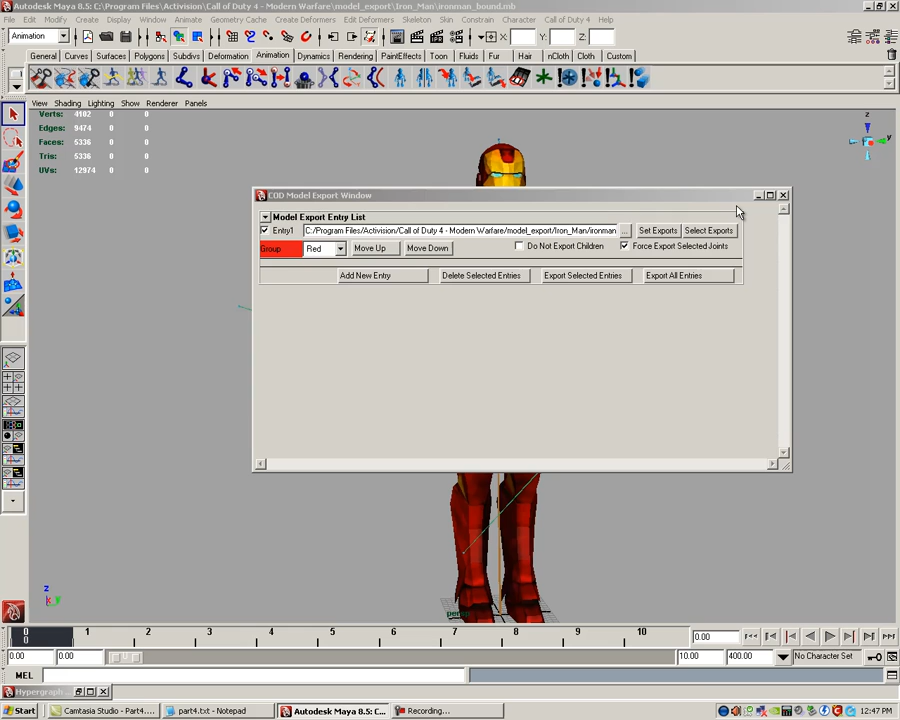 Autodesk Maya 8.5: C:\Program Files\Activision\Call of Duty 4 - Modern Warfare\model_export\Iron_Man\ironman_bound.mb
File Edit Modify Create Display Window Animate Geometry Cache Create Deformers Edit Deformers Skeleton Skin Constrain Character Call of Duty 4 Help
Animation X: Y: Z:
General Curves Surfaces Polygons Subdivs Deformation Animation Dynamics Rendering PaintEffects Toon Fluids Fur Hair nCloth Cloth Custom
View Shading Lighting Show Renderer Panels
Verts: 4102 0 0
Edges: 9474 0 0
Faces: 5336 0 0
Tris: 5336 0 0
UVs: 12974 0 0
z
y
COD Model Export Window
Model Export Entry List
Entry1 C:/Program Files/Activision/Call of Duty 4 - Modern Warfare/model_export/Iron_Man/ironman ... Set Exports Select Exports
Group Red Move Up Move Down Do Not Export Children Force Export Selected Joints
Add New Entry Delete Selected Entries Export Selected Entries Export All Entries
z
y
persp
0 1 2 3 4 5 6 7 8 9 10 0.00
0
0.00 0.00 10.00 400.00 No Character Set
MEL
Hypergraph
Start Camtasia Studio - Part4.... part4.txt - Notepad Autodesk Maya 8.5: C... Recording... 12:47 PM